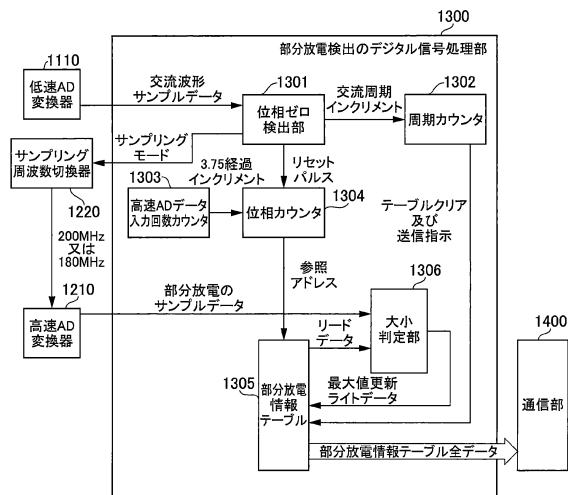 1300
部分放電検出のデジタル信号処理部
1110
低速AD
変換器
交流波形
サンプルデータ
1301
位相ゼロ
検出部
交流周期
インクリメント
1302
周期カウンタ
サンプリング
モード
サンプリング
周波数切換器
1220
3.75経過
インクリメント
リセット
パルス
1303
高速ADデータ
入力回数カウンタ
1304
位相カウンタ
テーブルクリア
及び
送信指示
200MHz
又は
180MHz
参照
アドレス
1210
高速AD
変換器
部分放電の
サンプルデータ
1306
大小
判定部
リード
データ
1305
部分放電
情報
テーブル
最大値更新
ライトデータ
1400
通信部
部分放電情報テーブル全データ